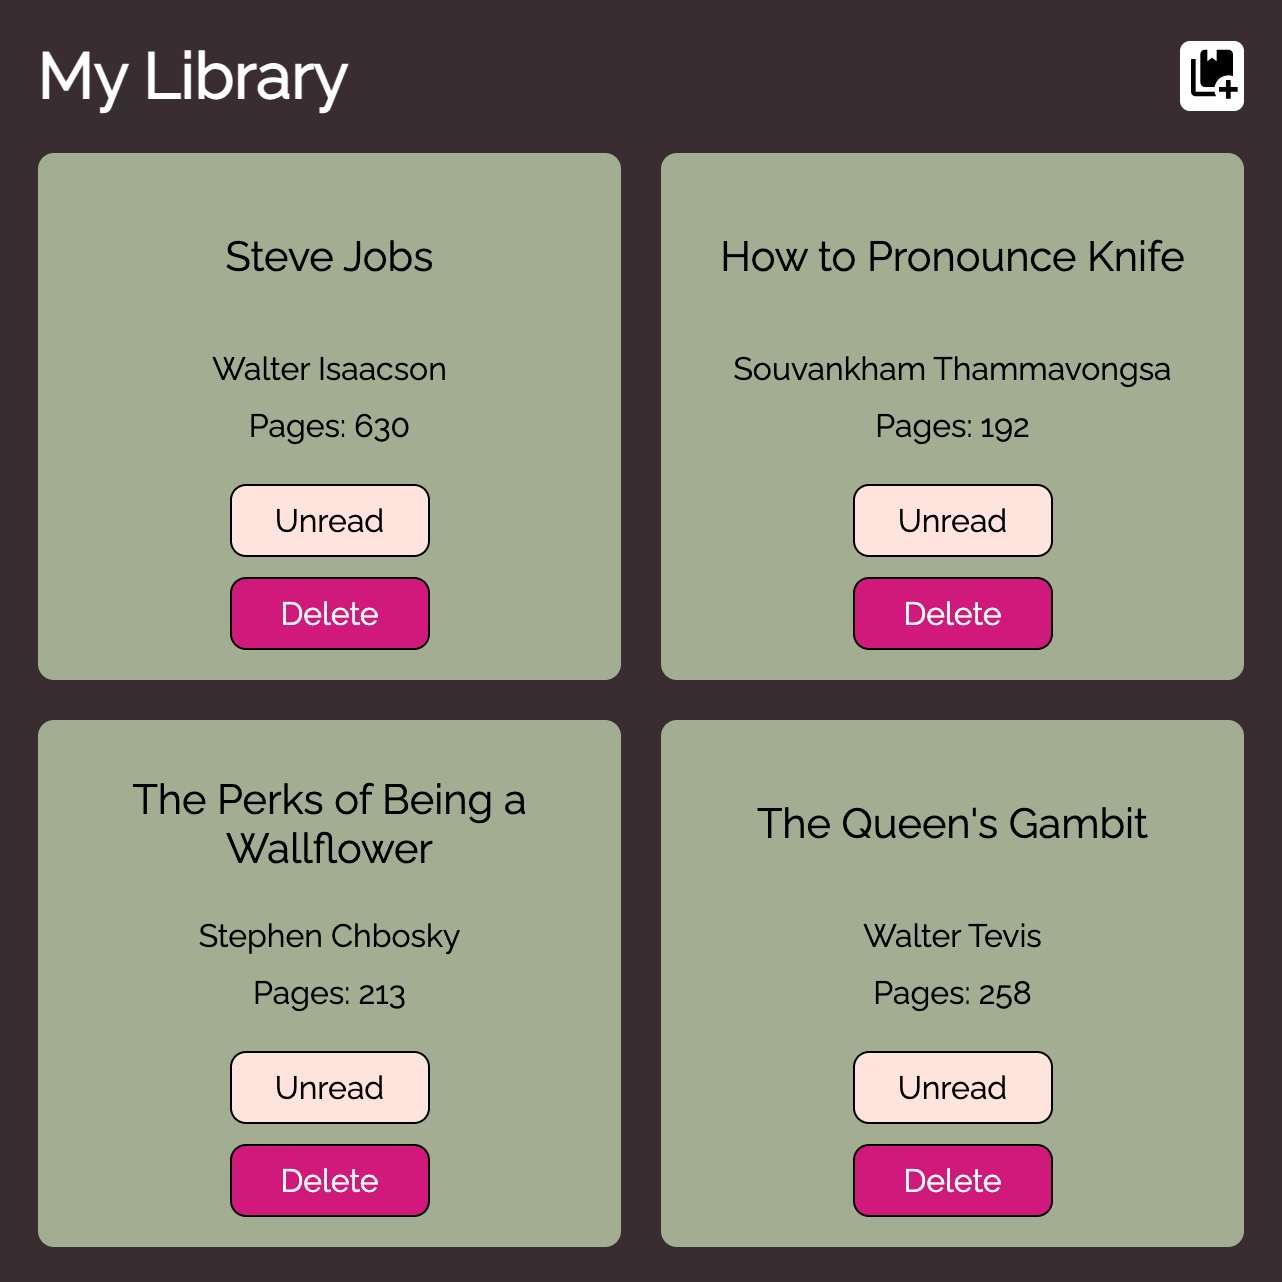 My Library
Steve Jobs
Walter Isaacson
Pages: 630
Unread
Delete
How to Pronounce Knife
Souvankham Thammavongsa
Pages: 192
Unread
Delete
The Perks of Being a
Wallflower
Stephen Chbosky
Pages: 213
Unread
Delete
The Queen's Gambit
Walter Tevis
Pages: 258
Unread
Delete